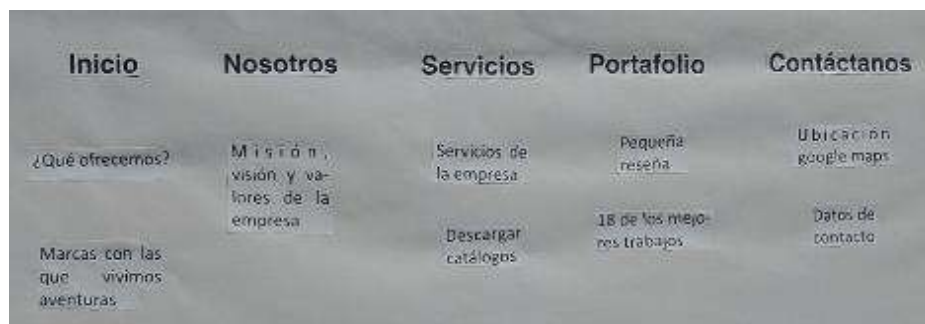 Inicio
¿Qué ofrecemos?
Marcas con las
que vivimos
aventuras
Nosotros
Misión,
visión y va-
lores de la
empresa
Servicios
Servicios de
la empresa
Descargar
catálogos
Portafolio
Pequeña
reseña
18 de los mejo-
res trabajos
Contáctanos
Ubicación
google maps
Datos de
contacto